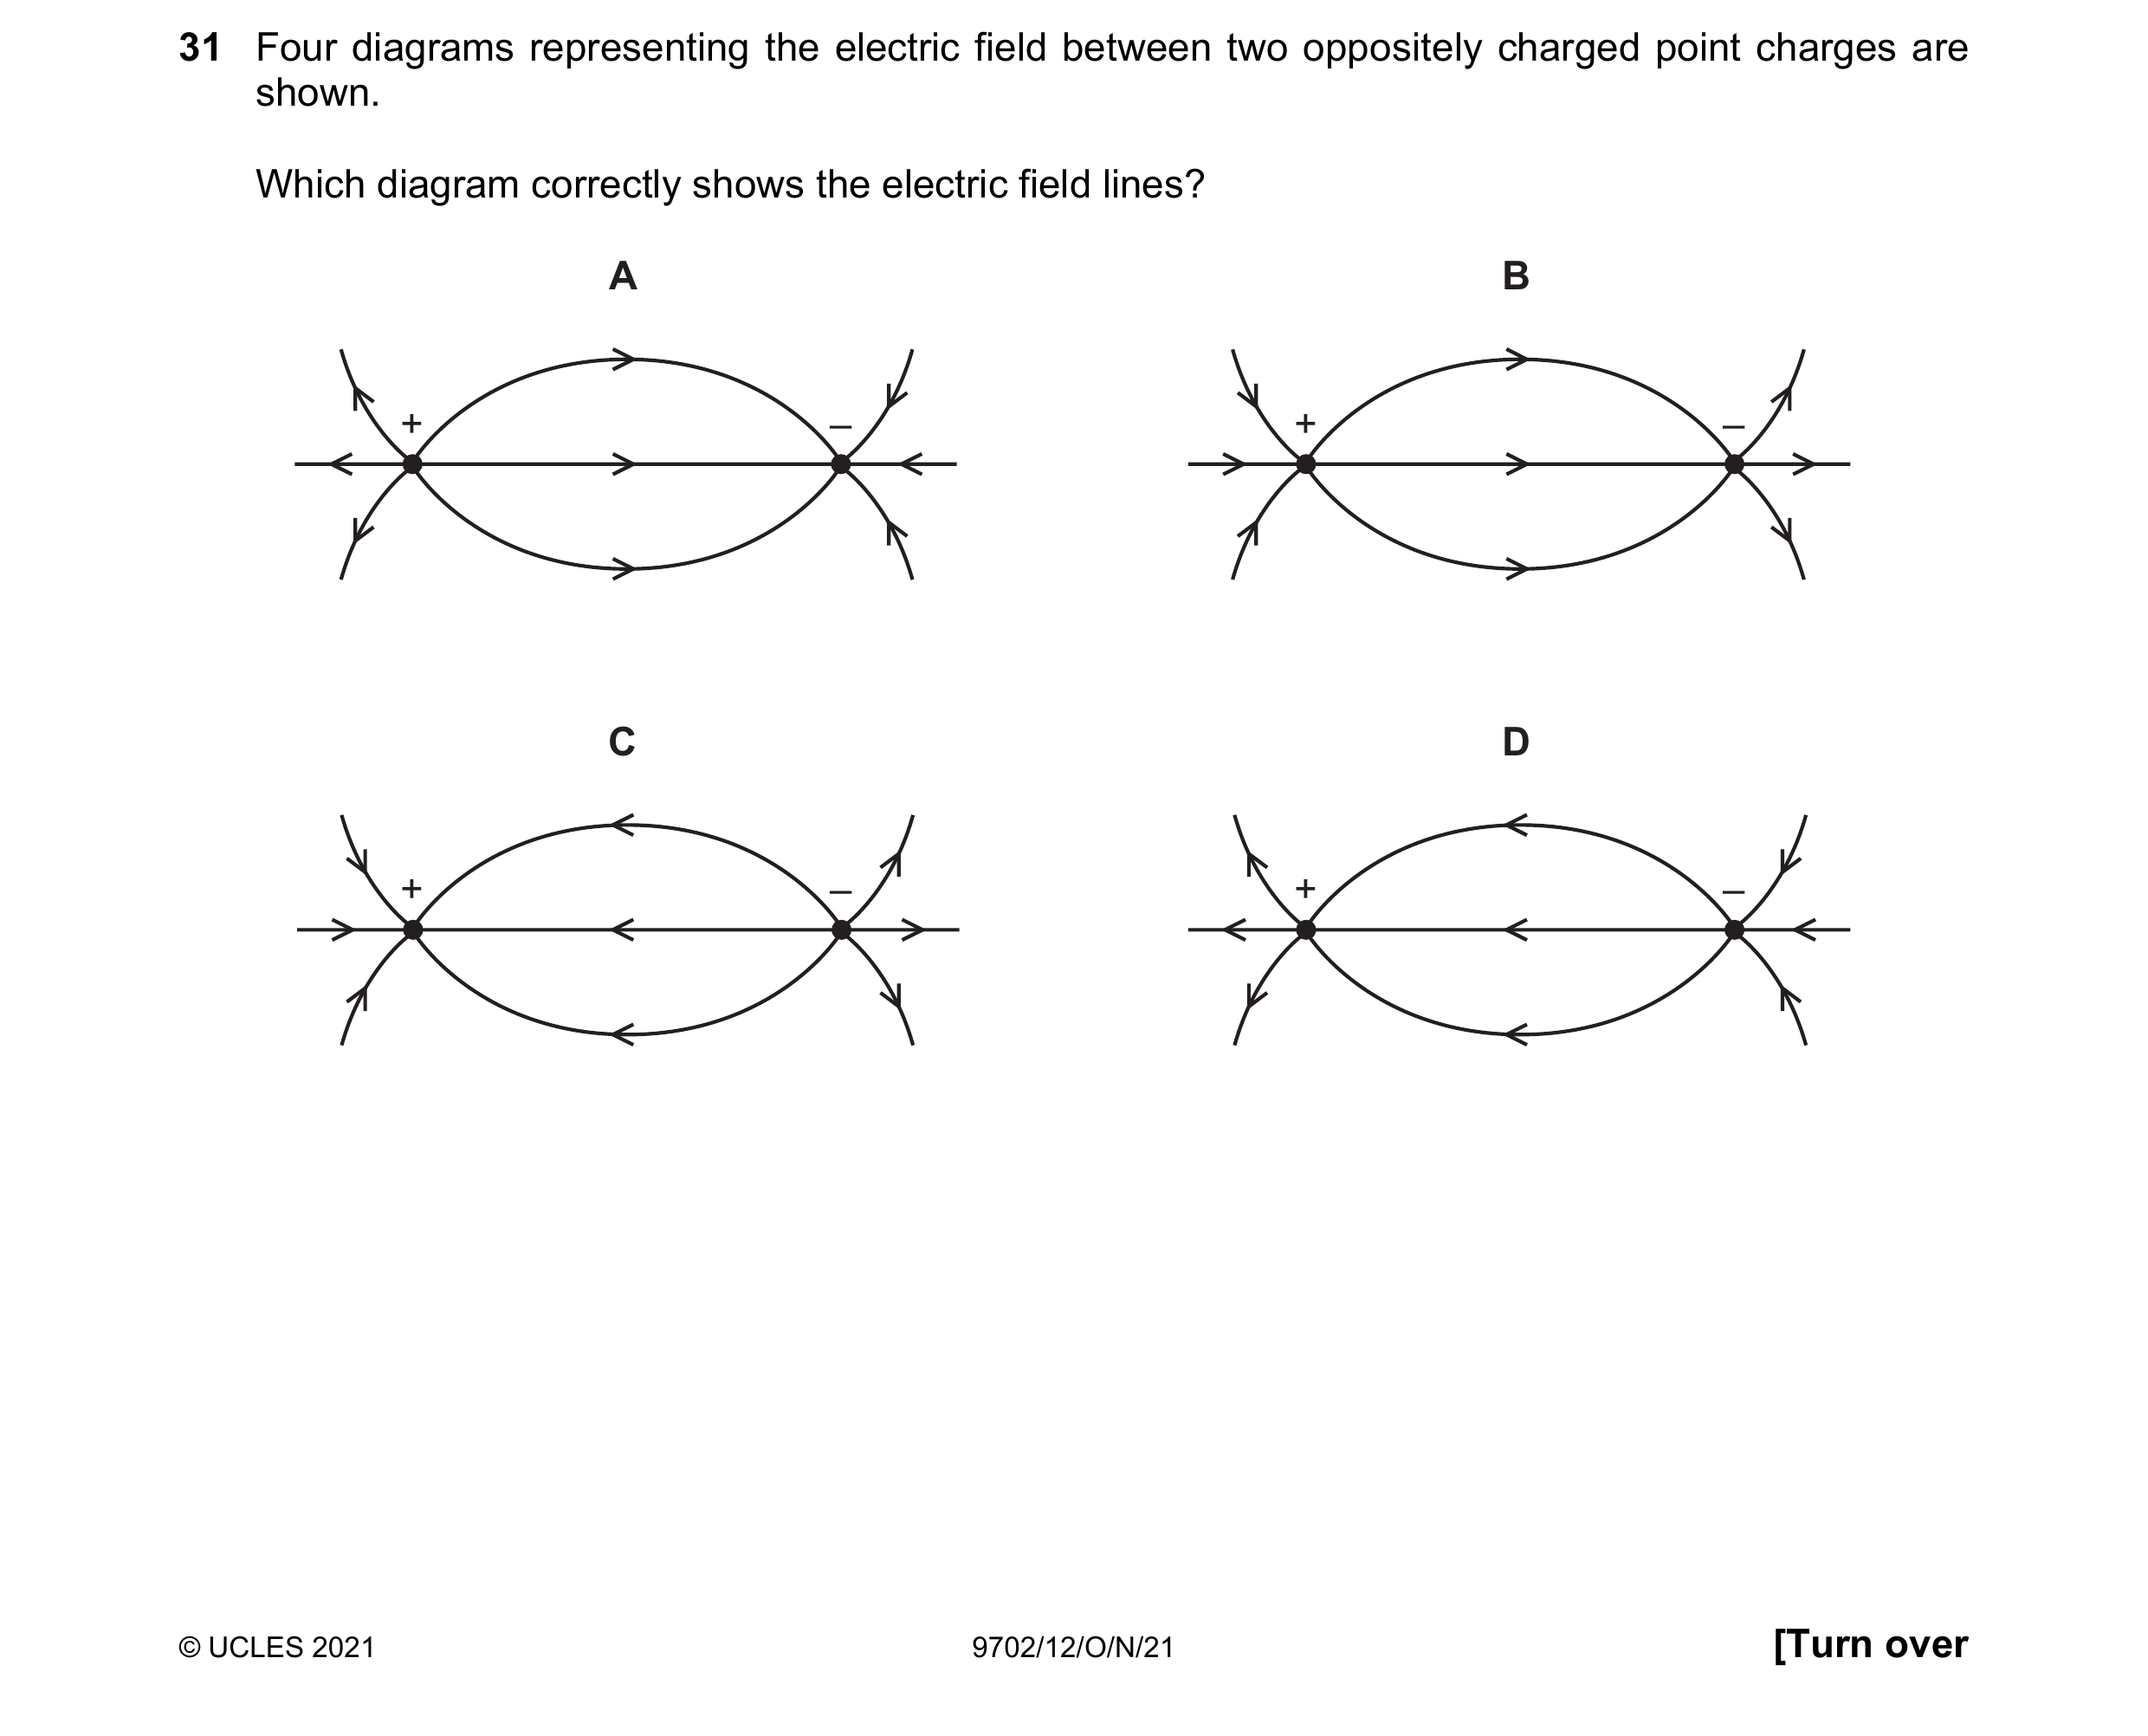 31 Four diagrams representing the electric field between two oppositely charged point charges are
shown.
Which diagram correctly shows the electric field lines?
A
B
+
–
+
–
C
D
+
–
+
–
© UCLES 2021
9702/12/O/N/21
[Turn over